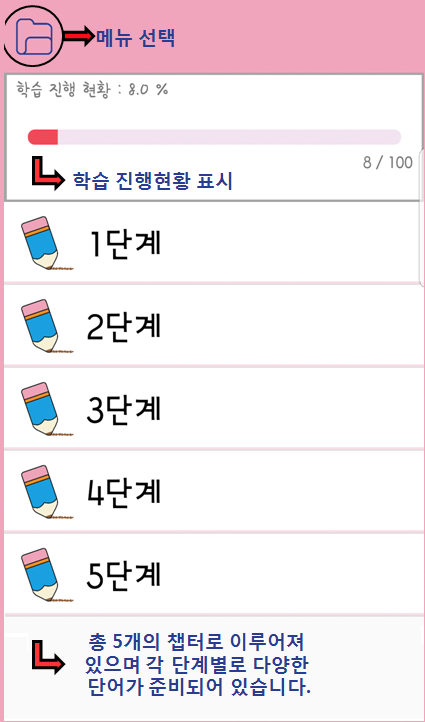 메뉴 선택
학습 진행 현황 : 8.0 %
8 / 100
학습 진행현황 표시
1단계
2단계
3단계
4단계
5단계
총 5개의 챕터로 이루어져
있으며 각 단계별로 다양한
단어가 준비되어 있습니다.